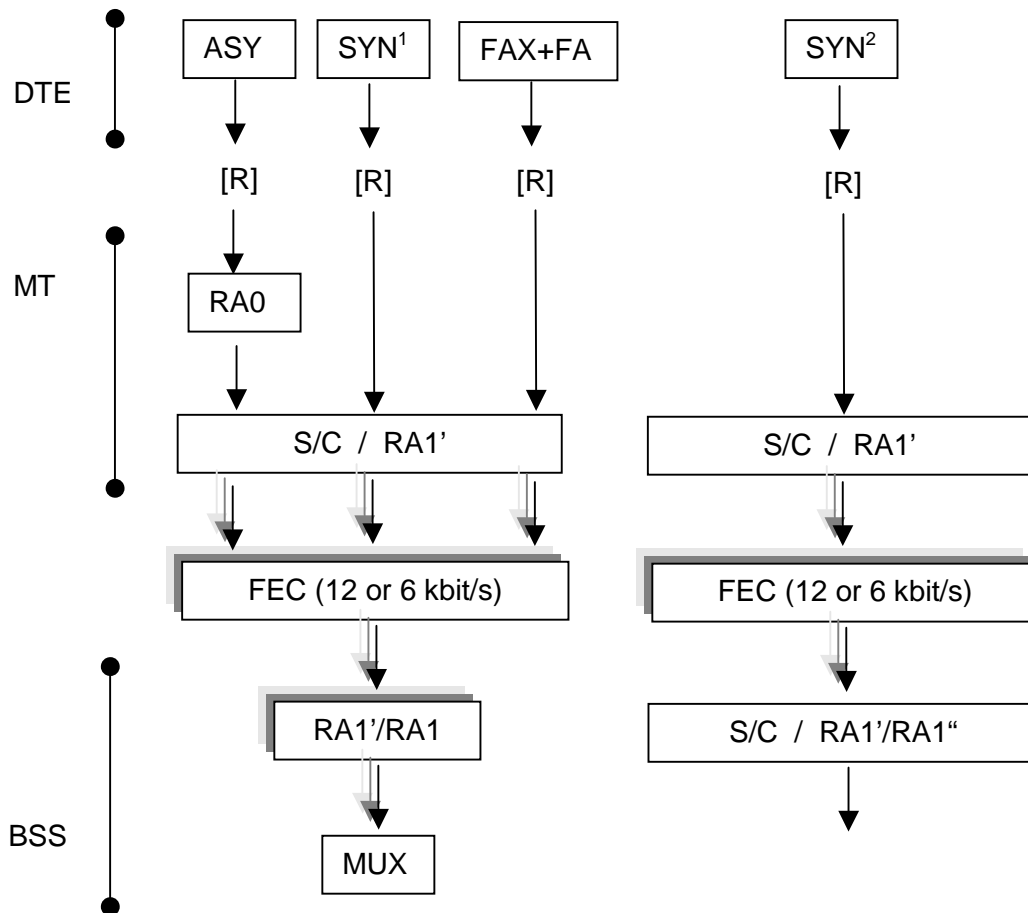 ASY SYN¹ FAX+FA SYN²
DTE
[R] [R] [R] [R]
MT
RA0
S/C / RA1’ S/C / RA1’
FEC (12 or 6 kbit/s) FEC (12 or 6 kbit/s)
RA1’/RA1 S/C / RA1’/RA1“
BSS
MUX